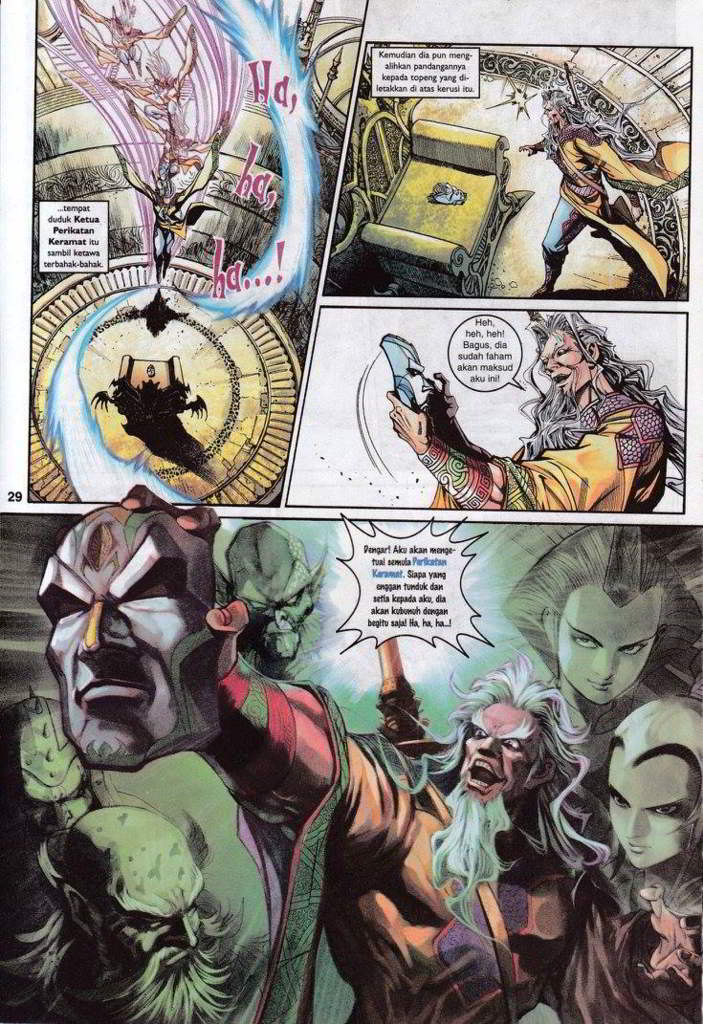 Ha,
ha,
ha...!
...tempat
duduk Ketua
Perikatan
Keramat itu
sambil ketawa
terbahak-bahak.
Kemudian dia pun meng-
alihkan pandangannya
kepada topeng yang di-
letakkan di atas kerusi itu.
Heh,
heh, heh!
Bagus, dia
sudah faham
akan maksud
aku ini!
29
Dengar! Aku akan menge-
tuai semula Perikatan
Keramat. Siapa yang
enggan tunduk dan
setia kepada aku, dia
akan kubunuh dengan
begitu saja! Ha, ha, ha...!